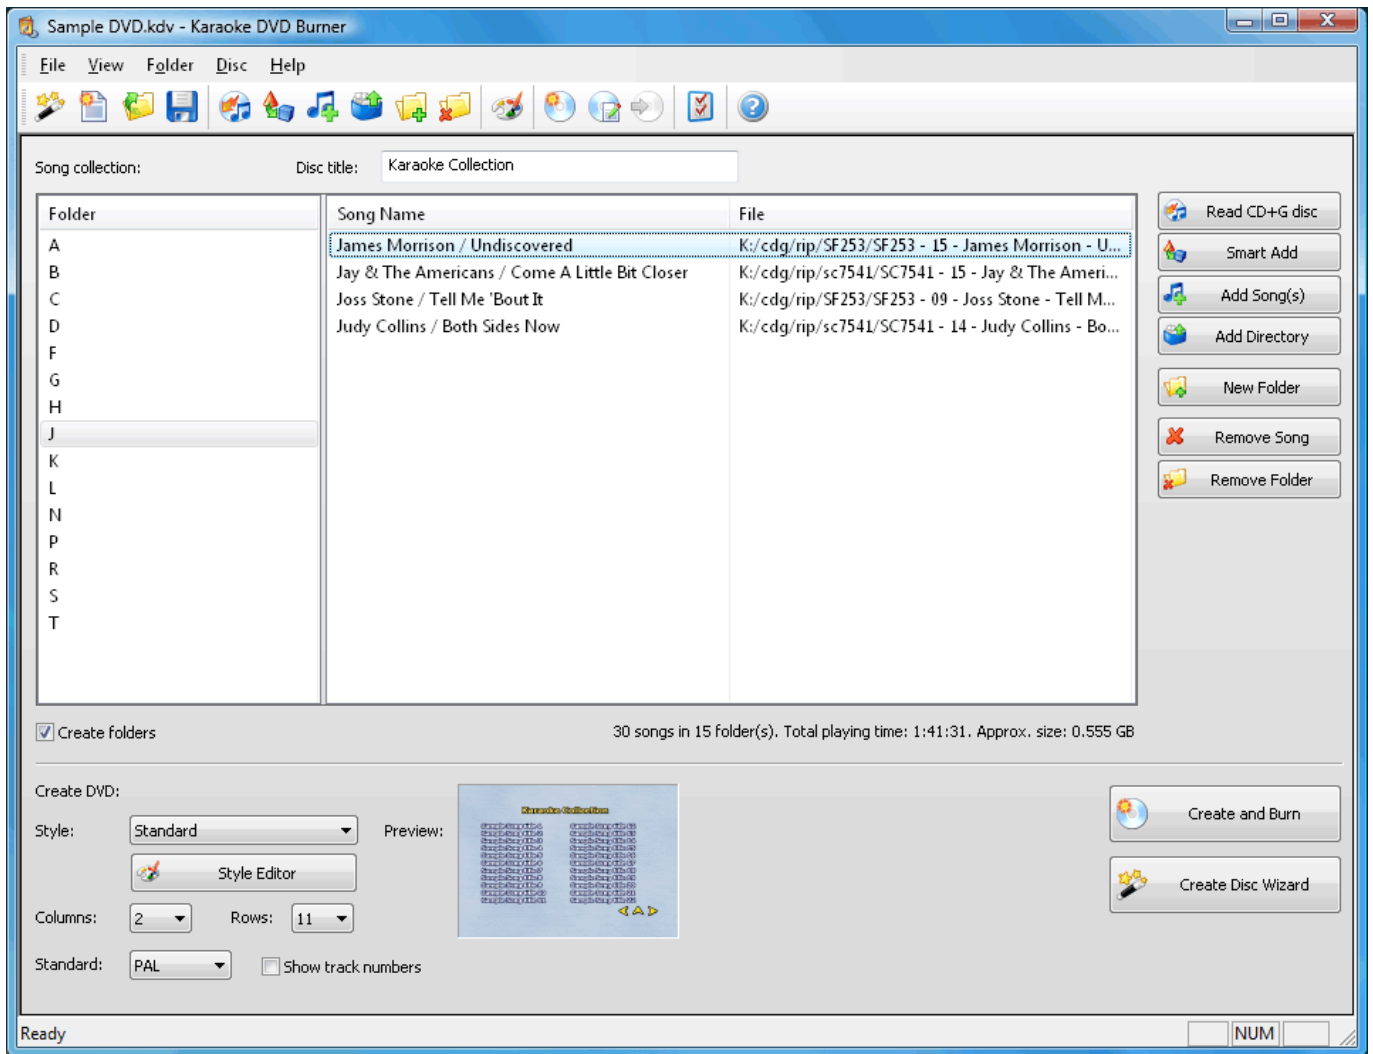 Sample DVD.kdv - Karaoke DVD Burner
File View Folder Disc Help
Song collection: Disc title: Karaoke Collection
Folder Song Name File Read CD+G disc
A James Morrison / Undiscovered K:/cdg/rip/SF253/SF253 - 15 - James Morrison - U... Smart Add
B Jay & The Americans / Come A Little Bit Closer K:/cdg/rip/sc7541/SC7541 - 15 - Jay & The Ameri...
C Joss Stone / Tell Me 'Bout It K:/cdg/rip/SF253/SF253 - 09 - Joss Stone - Tell M... Add Song(s)
D Judy Collins / Both Sides Now K:/cdg/rip/sc7541/SC7541 - 14 - Judy Collins - Bo... Add Directory
F
G New Folder
H
J Remove Song
K
L Remove Folder
N
P
R
S
T
Create folders 30 songs in 15 folder(s). Total playing time: 1:41:31. Approx. size: 0.555 GB
Create DVD:
Karaoke Collection
Style: Standard Preview: Create and Burn
Style Editor Create Disc Wizard
Columns: 2 Rows: 11
Standard: PAL Show track numbers
Ready NUM